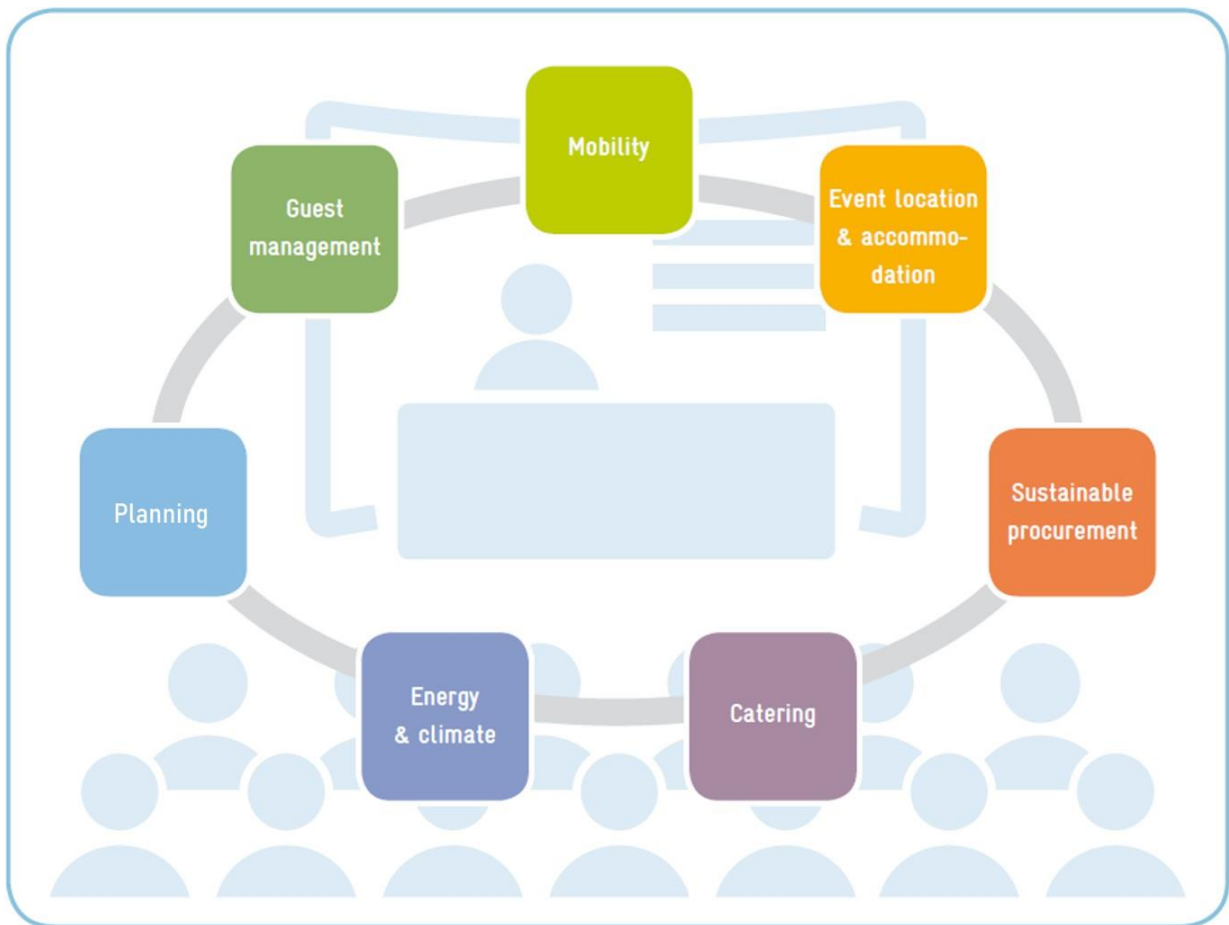 Mobility
Event location
& accommo-
dation
Guest
management
Planning
Sustainable
procurement
Energy
& climate
Catering